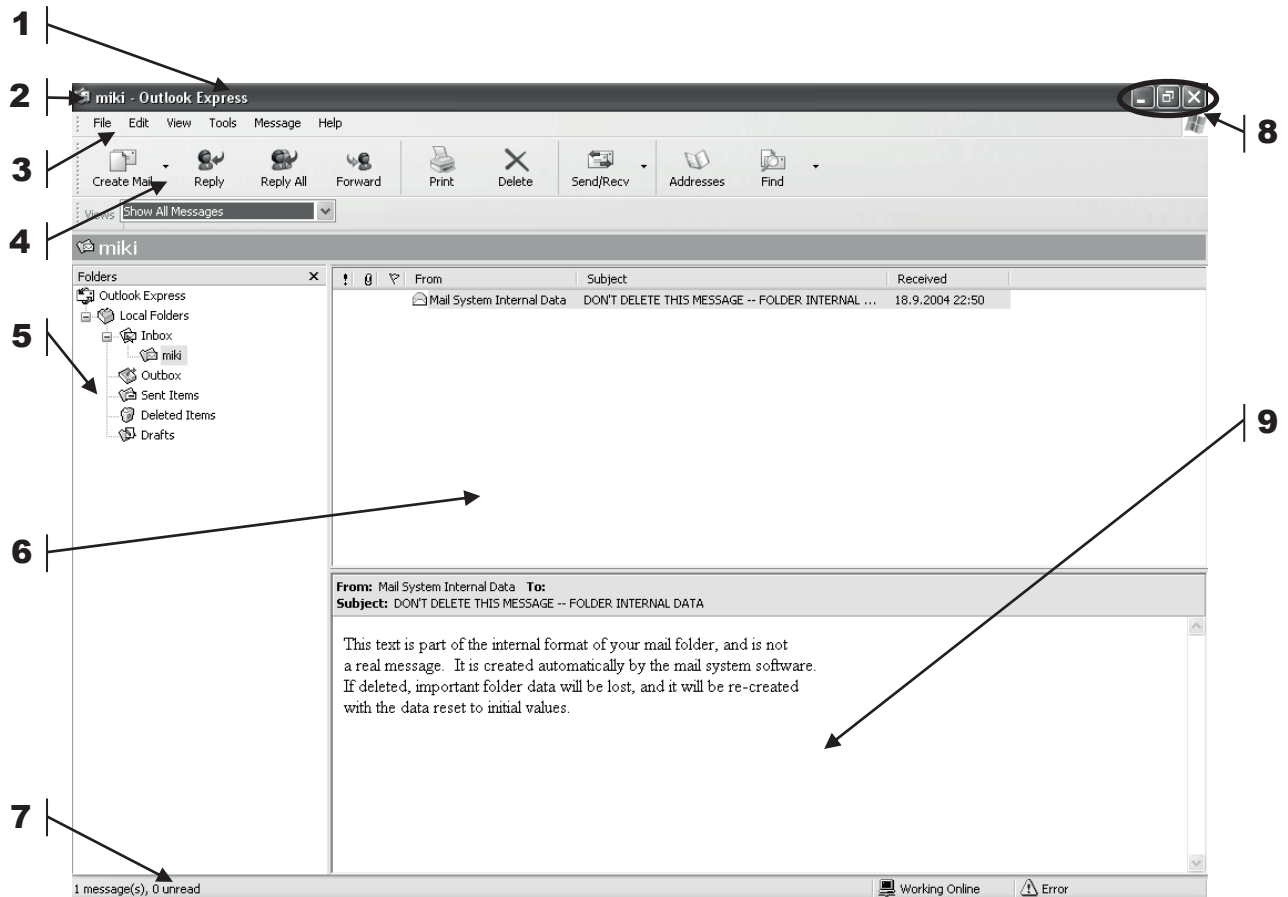 1
2
miki - Outlook Express
8
File Edit View Tools Message Help
3
Create Mail Reply Reply All Forward Print Delete Send/Recv Addresses Find
Views Show All Messages
4
miki
Folders
! From Subject Received
Outlook Express
Mail System Internal Data DON'T DELETE THIS MESSAGE -- FOLDER INTERNAL ... 18.9.2004 22:50
Local Folders
5
Inbox
miki
Outbox
Sent Items
Deleted Items
Drafts
9
6
From: Mail System Internal Data To:
Subject: DON'T DELETE THIS MESSAGE -- FOLDER INTERNAL DATA
This text is part of the internal format of your mail folder, and is not
a real message. It is created automatically by the mail system software.
If deleted, important folder data will be lost, and it will be re-created
with the data reset to initial values.
7
1 message(s), 0 unread
Working Online Error